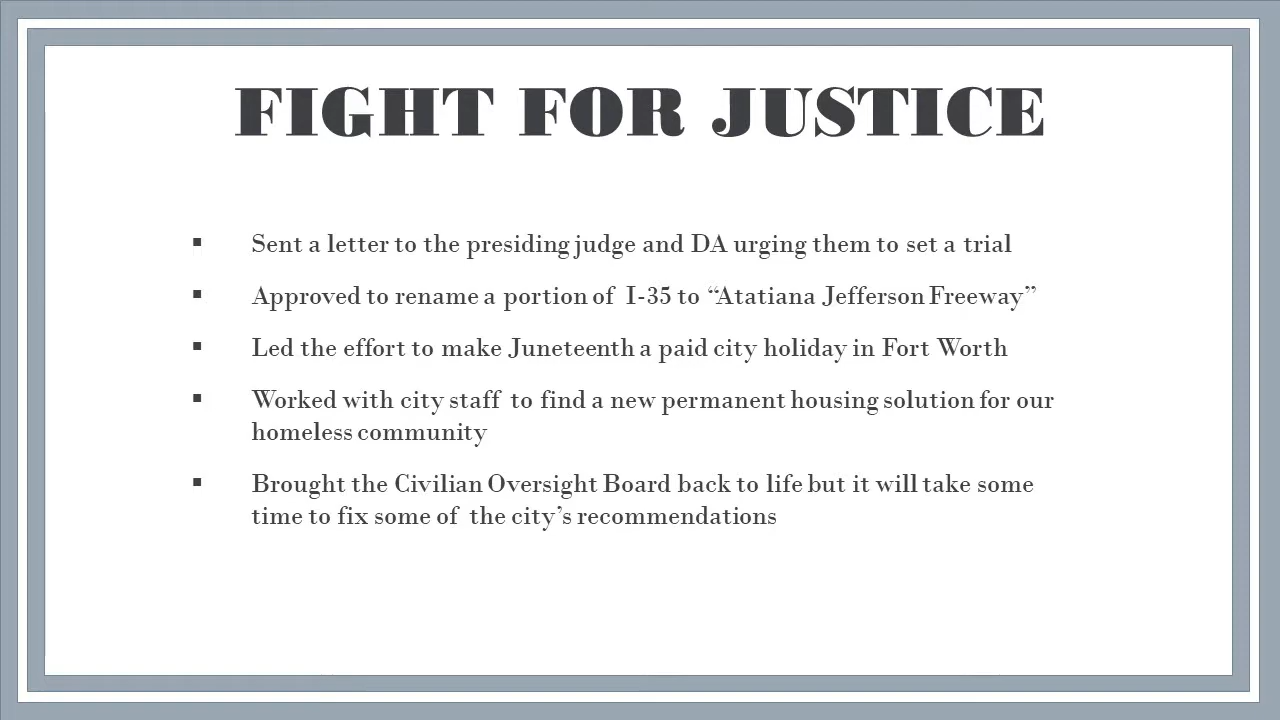 FIGHT FOR JUSTICE
▪ Sent a letter to the presiding judge and DA urging them to set a trial
▪ Approved to rename a portion of I-35 to “Atatiana Jefferson Freeway”
▪ Led the effort to make Juneteenth a paid city holiday in Fort Worth
▪ Worked with city staff to find a new permanent housing solution for our
homeless community
▪ Brought the Civilian Oversight Board back to life but it will take some
time to fix some of the city’s recommendations